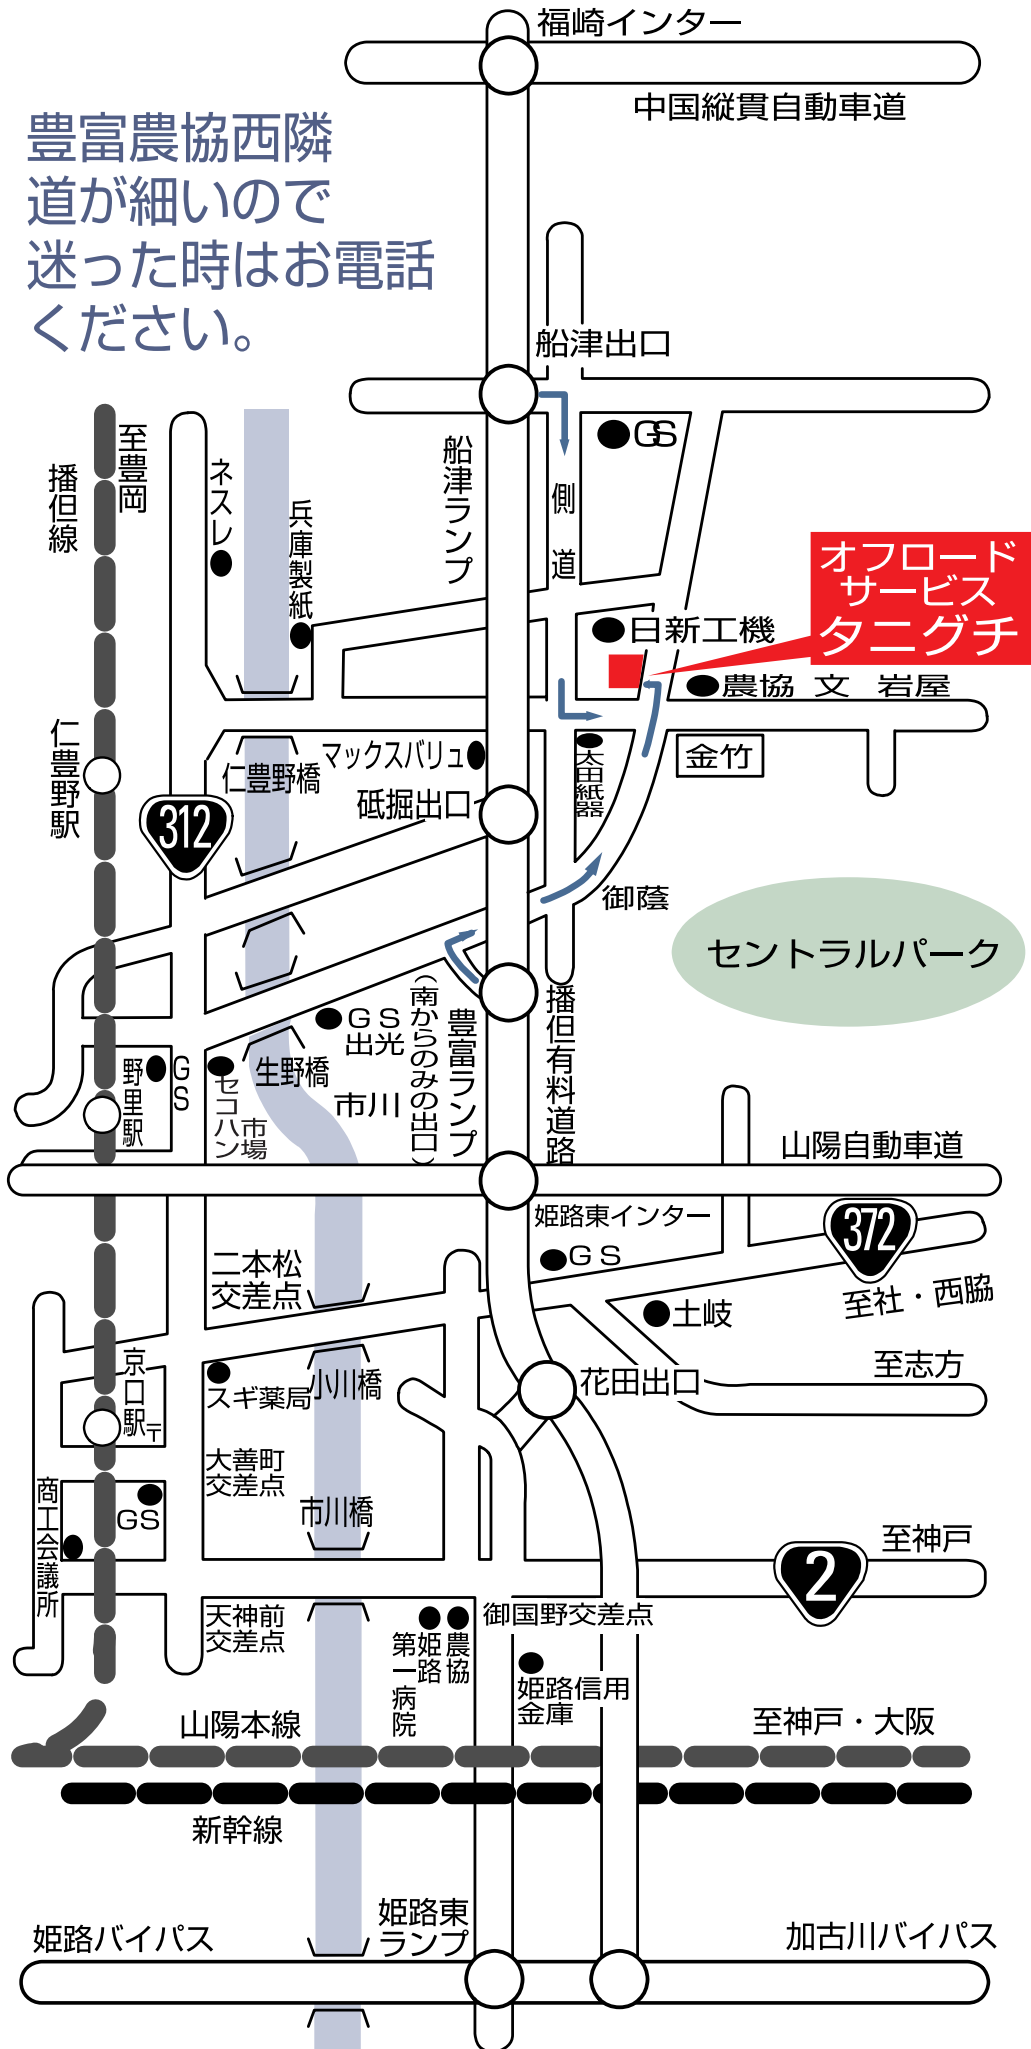 福崎インター
中国縦貫自動車道
豊富農協西隣
道が細いので
迷った時はお電話
ください。
船津出口
至豊岡
播但線
ネスレ
兵庫製紙
船津ランプ
GS
側道
オフロード
サービス
タニグチ
日新工機
農協 文 岩屋
仁豊野駅
仁豊野橋
マックスバリュ
太田紙器
金竹
砥掘出口
312
御蔭
セントラルパーク
GS
出光
(南からのみの出口)
豊富ランプ
播但有料道路
野里駅
GS
セコハン市場
生野橋
市川
山陽自動車道
姫路東インター
372
GS
二本松
交差点
至社・西脇
土岐
至志方
京口駅
〒
スギ薬局
小川橋
花田出口
大善町
交差点
商工会議所
GS
市川橋
至神戸
2
天神前
交差点
第一病院
姫路
農協
御国野交差点
姫路信用
金庫
山陽本線
至神戸・大阪
新幹線
姫路バイパス
姫路東
ランプ
加古川バイパス